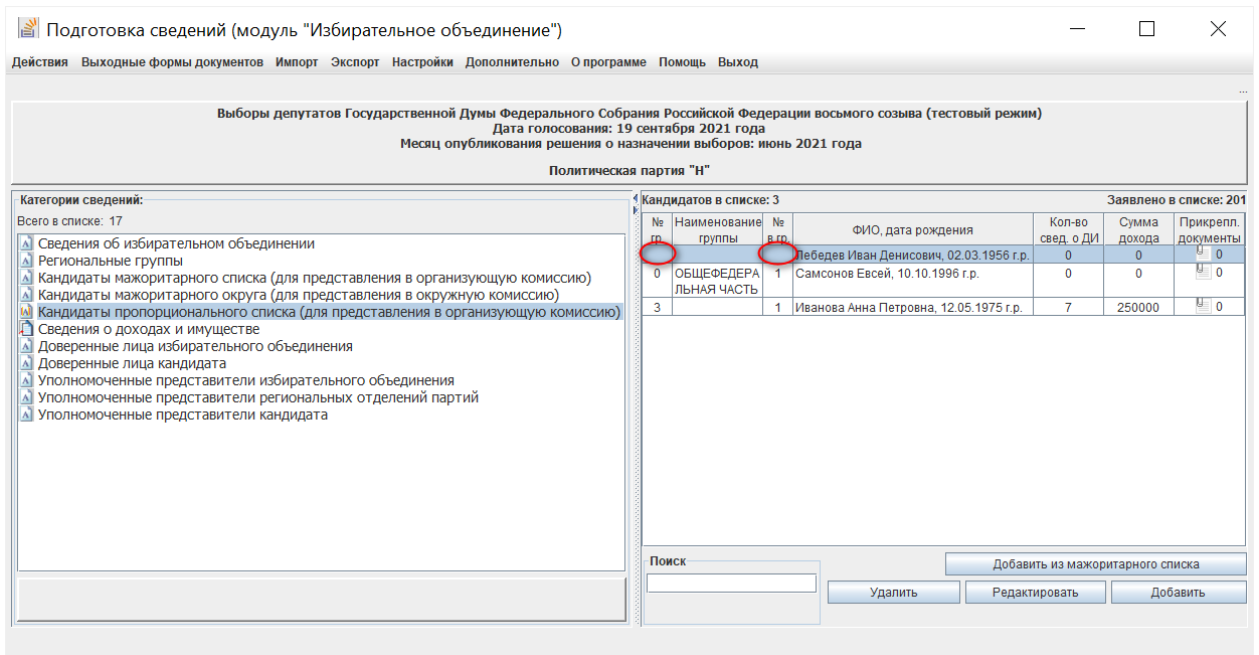 Подготовка сведений (модуль "Избирательное объединение")
Действия Выходные формы документов Импорт Экспорт Настройки Дополнительно О программе Помощь Выход
...
Выборы депутатов Государственной Думы Федерального Собрания Российской Федерации восьмого созыва (тестовый режим)
Дата голосования: 19 сентября 2021 года
Месяц опубликования решения о назначении выборов: июнь 2021 года
Политическая партия "Н"
Категории сведений:
Всего в списке: 17
Сведения об избирательном объединении
Региональные группы
Кандидаты мажоритарного списка (для представления в организующую комиссию)
Кандидаты мажоритарного округа (для представления в окружную комиссию)
Кандидаты пропорционального списка (для представления в организующую комиссию)
Сведения о доходах и имуществе
Доверенные лица избирательного объединения
Доверенные лица кандидата
Уполномоченные представители избирательного объединения
Уполномоченные представители региональных отделений партий
Уполномоченные представители кандидата
Кандидатов в списке: 3 Заявлено в списке: 201
№ Наименование № ФИО, дата рождения Кол-во Сумма Прикрепл.
гр. группы в гр. свед. о ДИ дохода документы
Лебедев Иван Денисович, 02.03.1956 г.р. 0 0 0
0 ОБЩЕФЕДЕРА 1 Самсонов Евсей, 10.10.1996 г.р. 0 0 0
ЛЬНАЯ ЧАСТЬ
3 1 Иванова Анна Петровна, 12.05.1975 г.р. 7 250000 0
Поиск
Добавить из мажоритарного списка
Удалить Редактировать Добавить